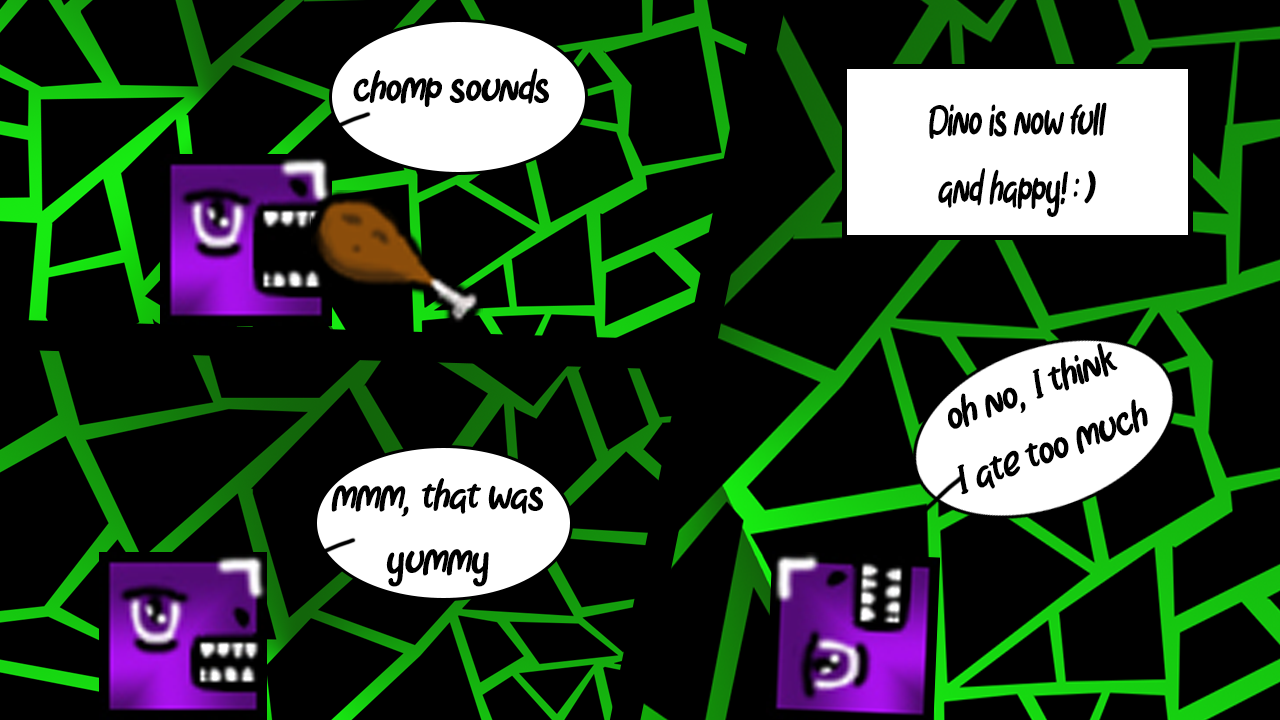 chomp sounds
mmm, that was
yummy
Dino is now full
and happy! : )
oh no, I think
I ate too much